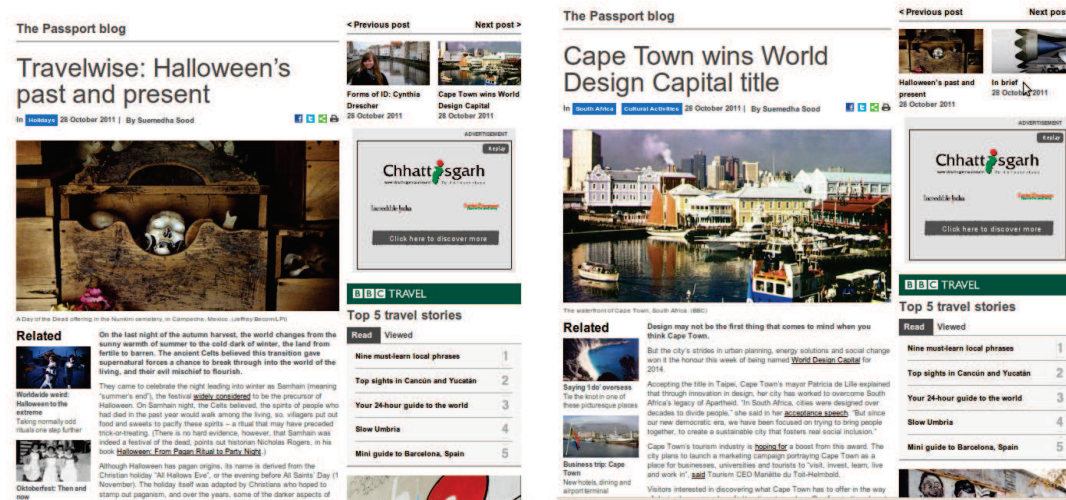 The Passport blog
Travelwise: Halloween's
past and present
In Holidays 28 October 2011 | By Suemedha Sood
A Day of the Dead offering in the Numkini cemetery, in Campeche, Mexico. (Jeffrey Becom/LPI)
Related
Worldwide weird:
Halloween to the
extreme
Taking normally odd
rituals one step further
Oktoberfest: Then and
now
On the last night of the autumn harvest, the world changes from the
sunny warmth of summer to the cold dark of winter, the land from
fertile to barren. The ancient Celts believed this transition gave
supernatural forces a chance to break through into the world of the
living, and their evil mischief to flourish.
They came to celebrate the night leading into winter as Samhain (meaning
"summer's end"), the festival widely considered to be the precursor of
Halloween. On Samhain night, the Celts believed, the spirits of people who
had died in the past year would walk among the living, so, villagers put out
food and sweets to pacify these spirits – a ritual that may have preceded
trick-or-treating. (There is no hard evidence, however, that Samhain was
indeed a festival of the dead, points out historian Nicholas Rogers, in his
book Halloween: From Pagan Ritual to Party Night.)
Although Halloween has pagan origins, its name is derived from the
Christian holiday "All Hallows Eve", or the evening before All Saints' Day (1
November). The holiday itself was adapted by Christians who hoped to
stamp out paganism, and over the years, some of the darker aspects of
< Previous post Next post >
Forms of ID: Cynthia
Drescher
28 October 2011
Cape Town wins World
Design Capital
28 October 2011
ADVERTISEMENT
Replay
Chhattisgarh
Incredible India
Click here to discover more
BBC TRAVEL
Top 5 travel stories
Read Viewed
Nine must-learn local phrases 1
Top sights in Cancún and Yucatán 2
Your 24-hour guide to the world 3
Slow Umbria 4
Mini guide to Barcelona, Spain 5
The Passport blog
Cape Town wins World
Design Capital title
In South Africa Cultural Activities 28 October 2011 | By Suemedha Sood
The waterfront of Cape Town, South Africa. (BBC)
Related
Saying 'I do' overseas
Tie the knot in one of
these picturesque places
Business trip: Cape
Town
New hotels, dining and
airport terminal
Design may not be the first thing that comes to mind when you
think Cape Town.
But the city's strides in urban planning, energy solutions and social change
won it the honour this week of being named World Design Capital for
2014.
Accepting the title in Taipei, Cape Town's mayor Patricia de Lille explained
that through innovation in design, her city has worked to overcome South
Africa's legacy of Apartheid. "In South Africa, cities were designed over
decades to divide people," she said in her acceptance speech. "But since
our new democratic era, we have been focused on trying to bring people
together, to create a sustainable city that fosters real social inclusion."
Cape Town's tourism industry is hoping for a boost from this award. The
city plans to launch a marketing campaign portraying Cape Town as a
place for businesses, universities and tourists to "visit, invest, learn, live
and work in", said Tourism CEO Mariëtte du Toit-Helmbold.
Visitors interested in discovering what Cape Town has to offer in the way
< Previous post Next pos
Halloween's past and
present
28 October 2011
In brief
28 October 2011
ADVERTISEMENT
Replay
Chhattisgarh
Incredible India
Click here to discover more
BBC TRAVEL
Top 5 travel stories
Read Viewed
Nine must-learn local phrases 1
Top sights in Cancún and Yucatán 2
Your 24-hour guide to the world 3
Slow Umbria 4
Mini guide to Barcelona, Spain 5